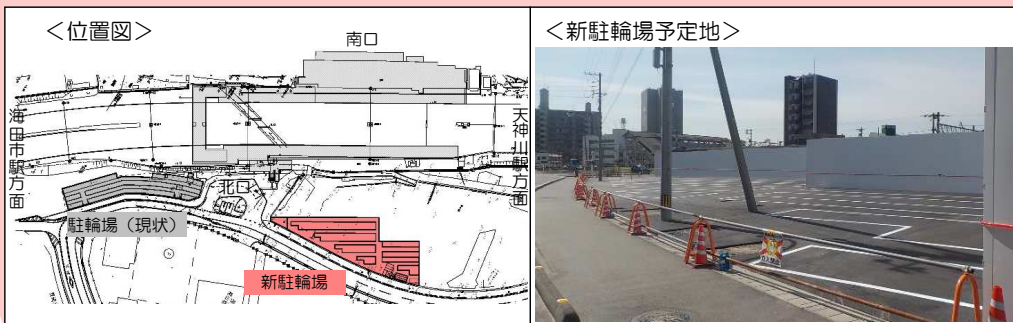 ＜位置図＞
南口
海田市駅方面
天神川駅方面
北口
駐輪場（現状）
新駐輪場
＜新駐輪場予定地＞